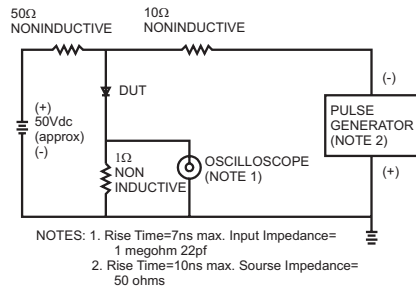 50Ω
NONINDUCTIVE
10Ω
NONINDUCTIVE
DUT
(+)
50Vdc
(approx)
(-)
1Ω
NON
INDUCTIVE
OSCILLOSCOPE
(NOTE 1)
(-)
PULSE
GENERATOR
(NOTE 2)
(+)
NOTES: 1. Rise Time=7ns max. Input Impedance=
1 megohm 22pf
2. Rise Time=10ns max. Sourse Impedance=
50 ohms